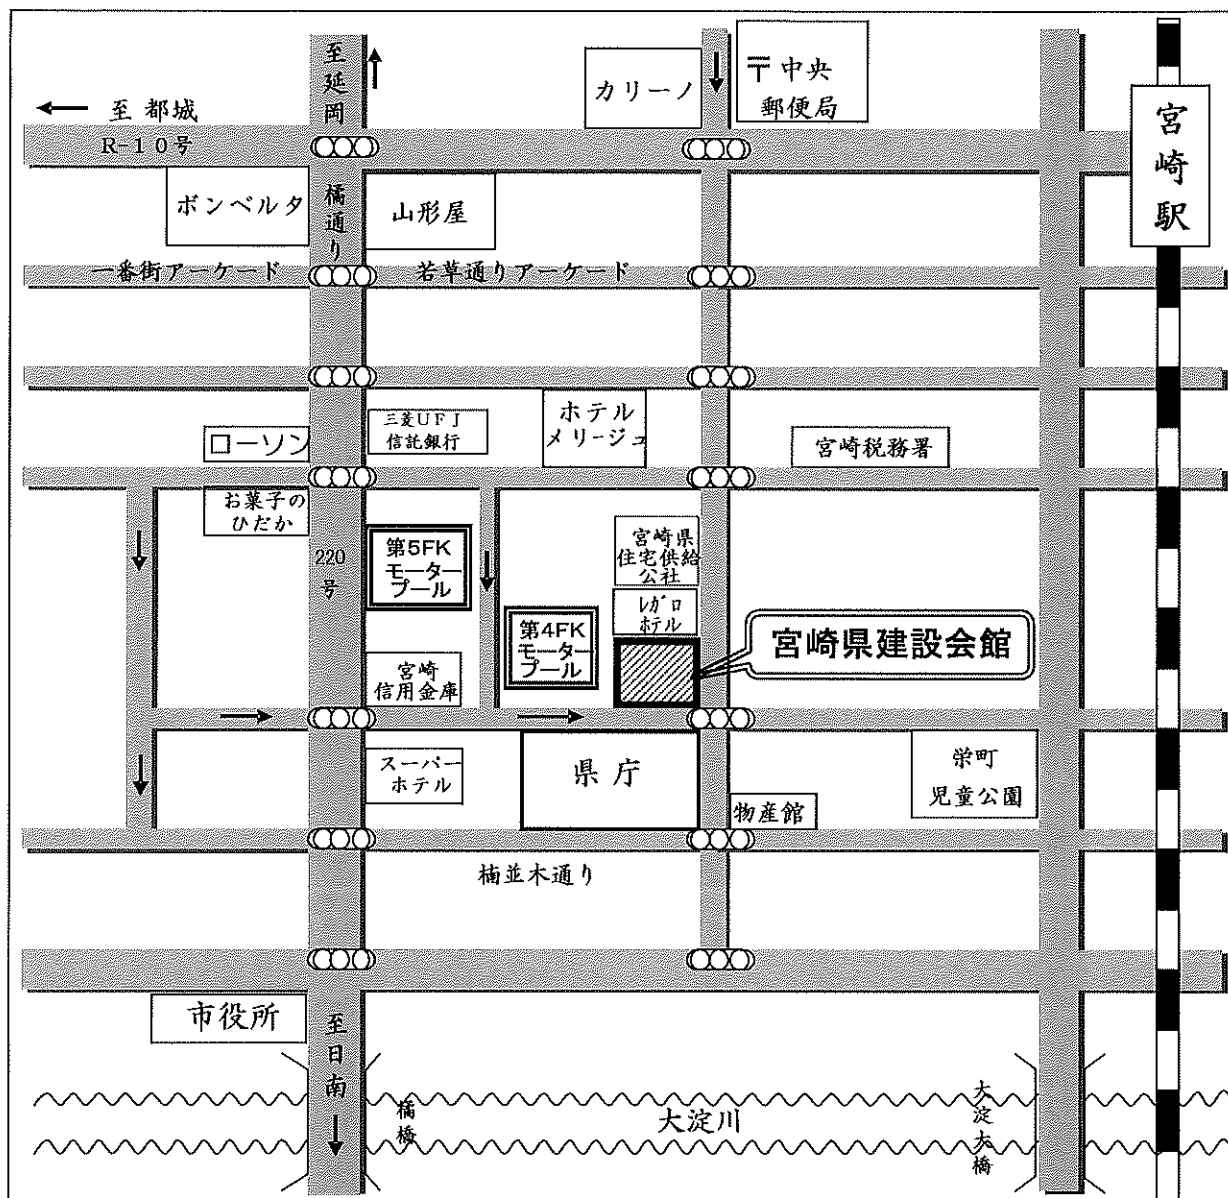 至延岡
カリーノ
〒中央
郵便局
至 都城
R-10号
宮崎駅
ボンベルタ
橘通り
山形屋
一番街アーケード
若草通りアーケード
ローソン
三菱UFJ
信託銀行
ホテル
メリージュ
宮崎税務署
お菓子の
ひだか
220
号
第5FK
モーター
プール
宮崎県
住宅供給
公社
レガロ
ホテル
第4FK
モーター
プール
宮崎県建設会館
宮崎
信用金庫
スーパー
ホテル
県庁
栄町
児童公園
物産館
楠並木通り
市役所
至日南
橘橋
大淀川
大淀大橋